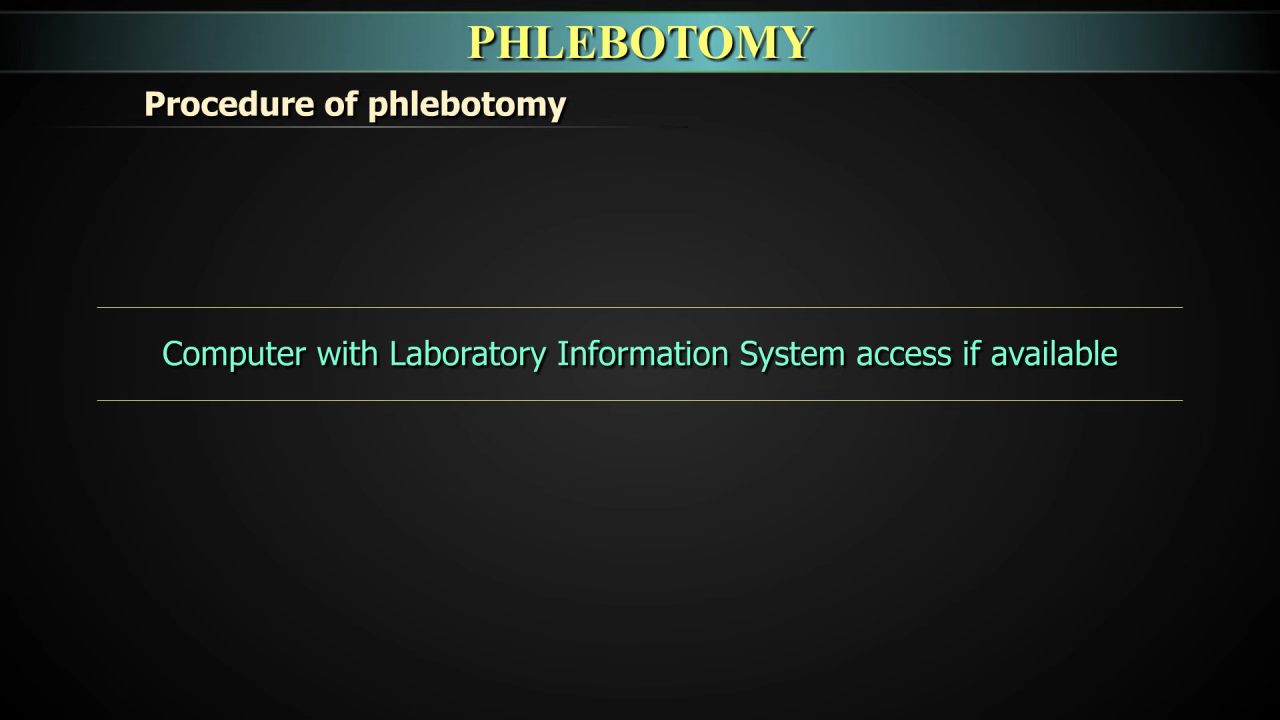 PHLEBOTOMY
Procedure of phlebotomy
Computer with Laboratory Information System access if available